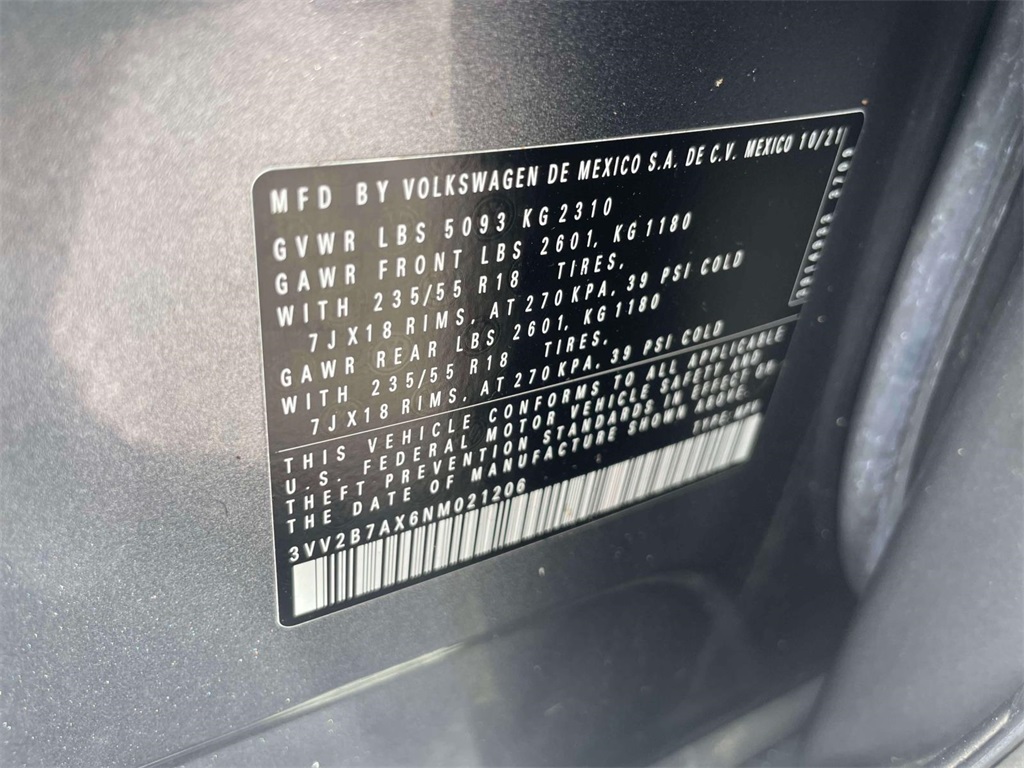 MFD BY VOLKSWAGEN DE MEXICO S.A. DE C.V. MEXICO 10/21
GVWR LBS 5093 KG 2310
GAWR FRONT LBS 2601, KG 1180
WITH 235/55 R18 TIRES,
7JX18 RIMS, AT 270 KPA, 39 PSI COLD
GAWR REAR LBS 2601, KG 1180
WITH 235/55 R18 TIRES,
7JX18 RIMS, AT 270 KPA, 39 PSI COLD
THIS VEHICLE CONFORMS TO ALL APPLICABLE
U.S. FEDERAL MOTOR VEHICLE SAFETY AND
THEFT PREVENTION STANDARDS IN EFFECT ON
THE DATE OF MANUFACTURE SHOWN ABOVE.
3VV2B7AX6NM021206
TYPE: MPV